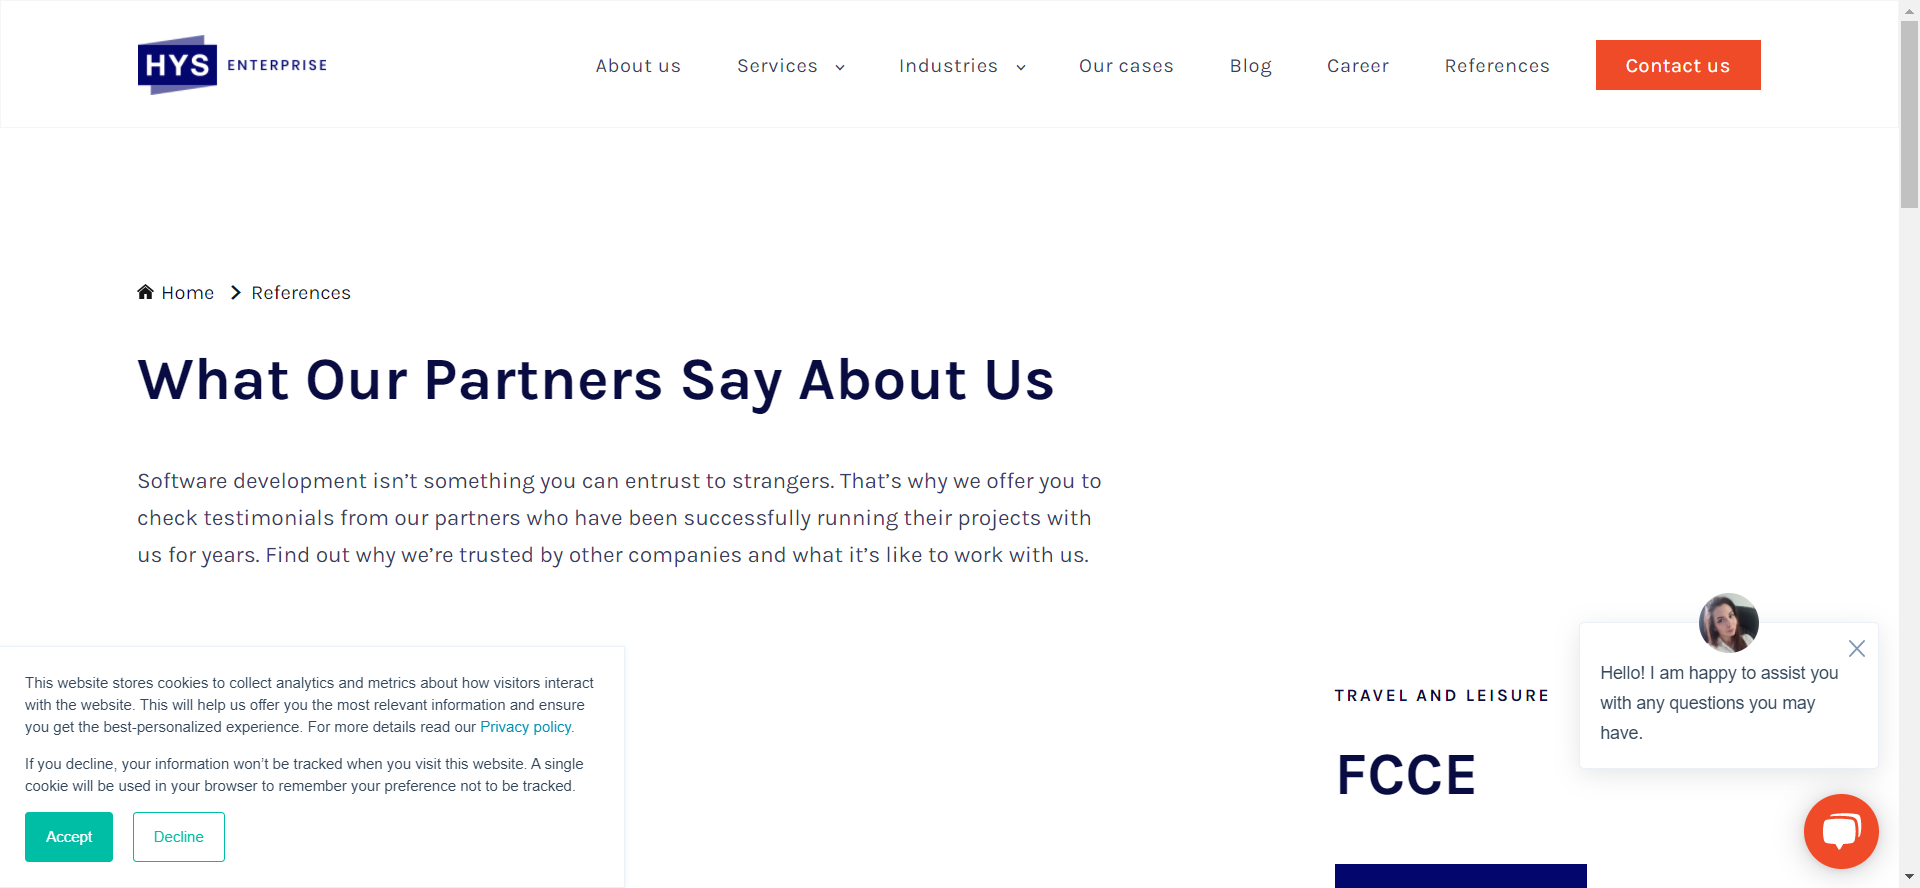 HYS ENTERPRISE
About us Services Industries Our cases Blog Career References Contact us
Home References
What Our Partners Say About Us
Software development isn’t something you can entrust to strangers. That’s why we offer you to
check testimonials from our partners who have been successfully running their projects with
us for years. Find out why we’re trusted by other companies and what it’s like to work with us.
This website stores cookies to collect analytics and metrics about how visitors interact
with the website. This will help us offer you the most relevant information and ensure
you get the best-personalized experience. For more details read our Privacy policy.
If you decline, your information won’t be tracked when you visit this website. A single
cookie will be used in your browser to remember your preference not to be tracked.
Accept Decline
TRAVEL AND LEISURE
FCCE
Hello! I am happy to assist you
with any questions you may
have.